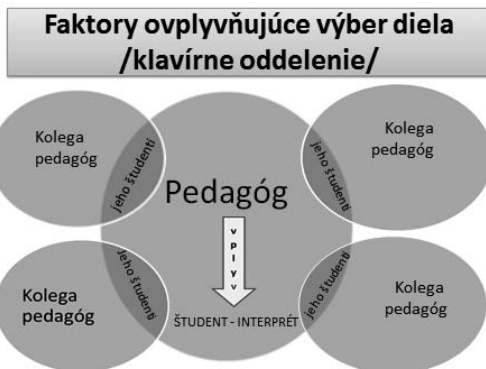 Faktory ovplyvňujúce výber diela
/klavírne oddelenie/
Kolega
pedagóg
jeho študenti
Kolega
pedagóg
jeho študenti
Pedagóg
vplyv
ŠTUDENT - INTERPRÉT
Kolega
pedagóg
jeho študenti
Kolega
pedagóg
jeho študenti